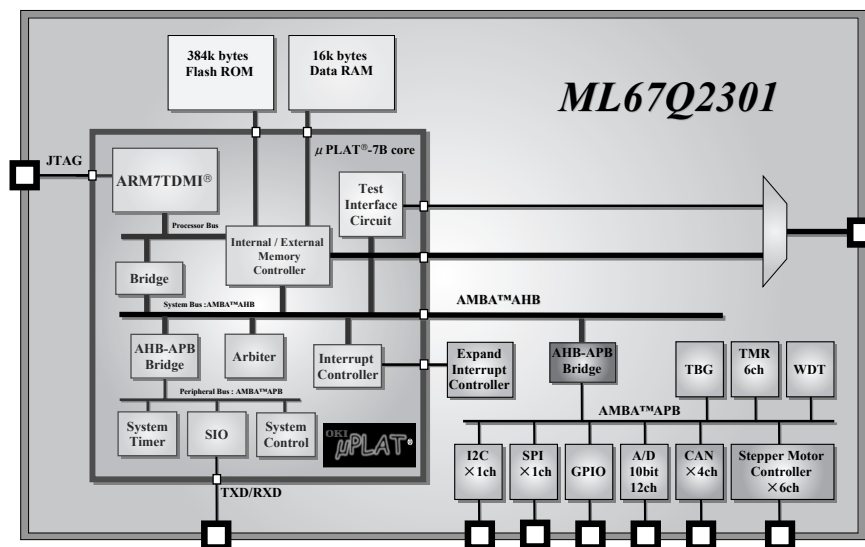 384k bytes
Flash ROM
16k bytes
Data RAM
ML67Q2301
JTAG
μ PLAT®-7B core
ARM7TDMI®
Test
Interface
Circuit
Processor Bus
Internal / External
Memory
Controller
Bridge
System Bus :AMBA™AHB
AMBA™AHB
AHB-APB
Bridge
Arbiter
Interrupt
Controller
Expand
Interrupt
Controller
AHB-APB
Bridge
TBG
TMR
6ch
WDT
Peripheral Bus : AMBA™APB
AMBA™APB
System
Timer
SIO
System
Control
OKI
μPLAT®
I2C
×1ch
SPI
×1ch
GPIO
A/D
10bit
12ch
CAN
×4ch
Stepper Motor
Controller
×6ch
TXD/RXD